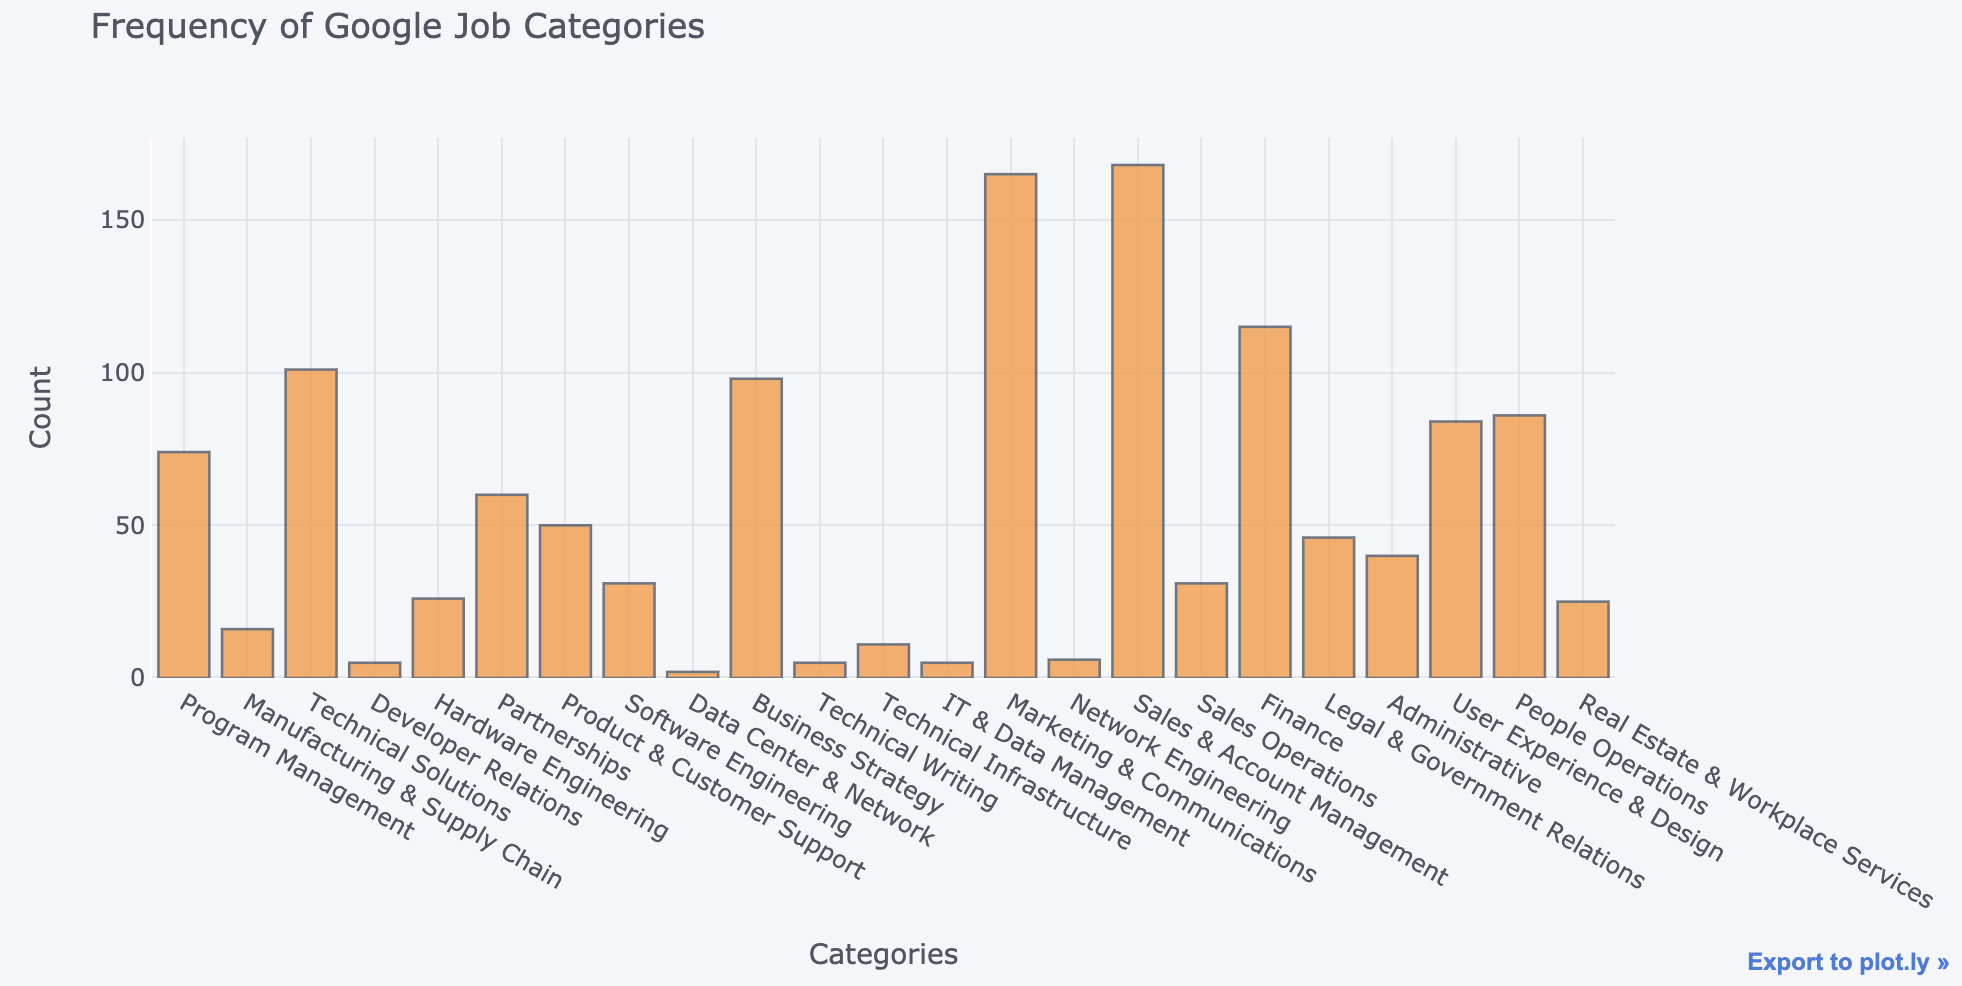 Frequency of Google Job Categories
150
100
50
0
Count
Program Management
Manufacturing & Supply Chain
Technical Solutions
Developer Relations
Hardware Engineering
Partnerships
Product & Customer Support
Software Engineering
Data Center & Network
Business Strategy
Technical Writing
Technical Infrastructure
IT & Data Management
Marketing & Communications
Network Engineering
Sales & Account Management
Sales Operations
Finance
Legal & Government Relations
Administrative
User Experience & Design
People Operations
Real Estate & Workplace Services
Categories
Export to plot.ly »